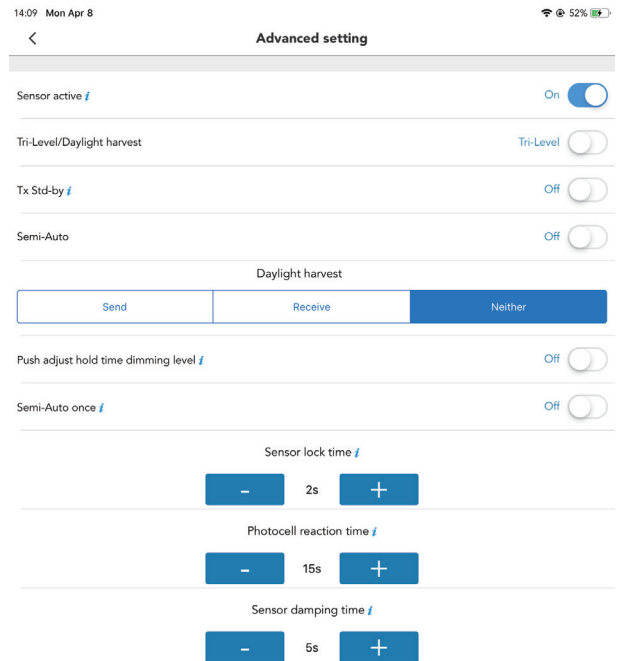 14:09 Mon Apr 8 52%
Advanced setting
Sensor active i On
Tri-Level/Daylight harvest Tri-Level
Tx Std-by i Off
Semi-Auto Off
Daylight harvest
Send Receive Neither
Push adjust hold time dimming level i Off
Semi-Auto once i Off
Sensor lock time i
- 2s +
Photocell reaction time i
- 15s +
Sensor damping time i
- 5s +